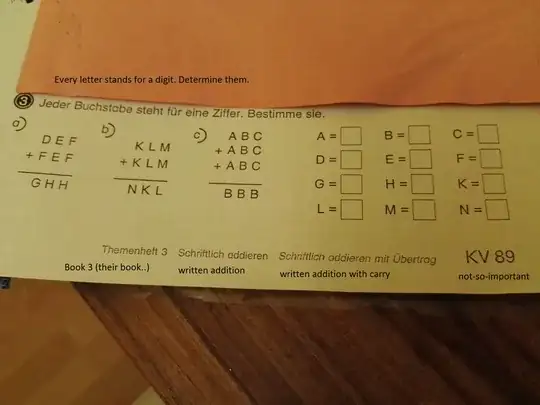 Every letter stands for a digit. Determine them.
3 Jeder Buchstabe steht für eine Ziffer. Bestimme sie.
a)
D E F
+ F E F
G H H
b)
K L M
+ K L M
N K L
c)
A B C
+ A B C
+ A B C
B B B
A = B = C =
D = E = F =
G = H = K =
L = M = N =
Themenheft 3 Schriftlich addieren Schriftlich addieren mit Übertrag KV 89
Book 3 (their book..) written addition written addition with carry not-so-important